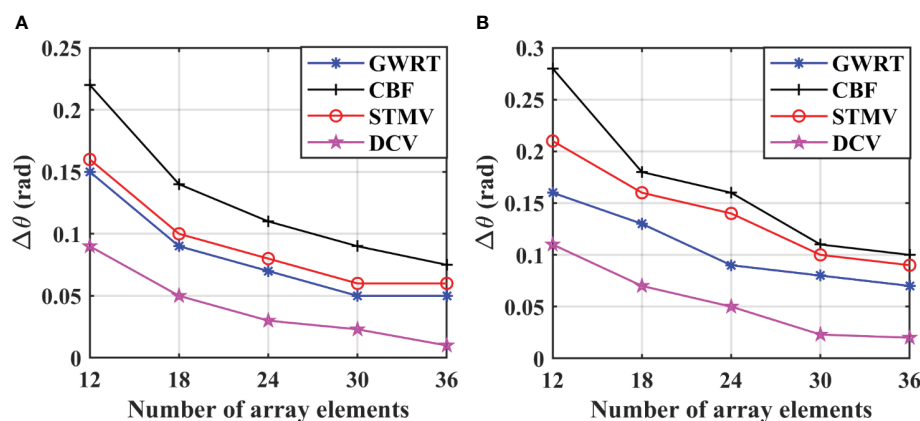 A
0.25
0.2
0.15
0.1
0.05
0
12
18
24
30
36
Δθ (rad)
Number of array elements
GWRT
CBF
STMV
DCV
B
0.3
0.25
0.2
0.15
0.1
0.05
0
12
18
24
30
36
Δθ (rad)
Number of array elements
GWRT
CBF
STMV
DCV